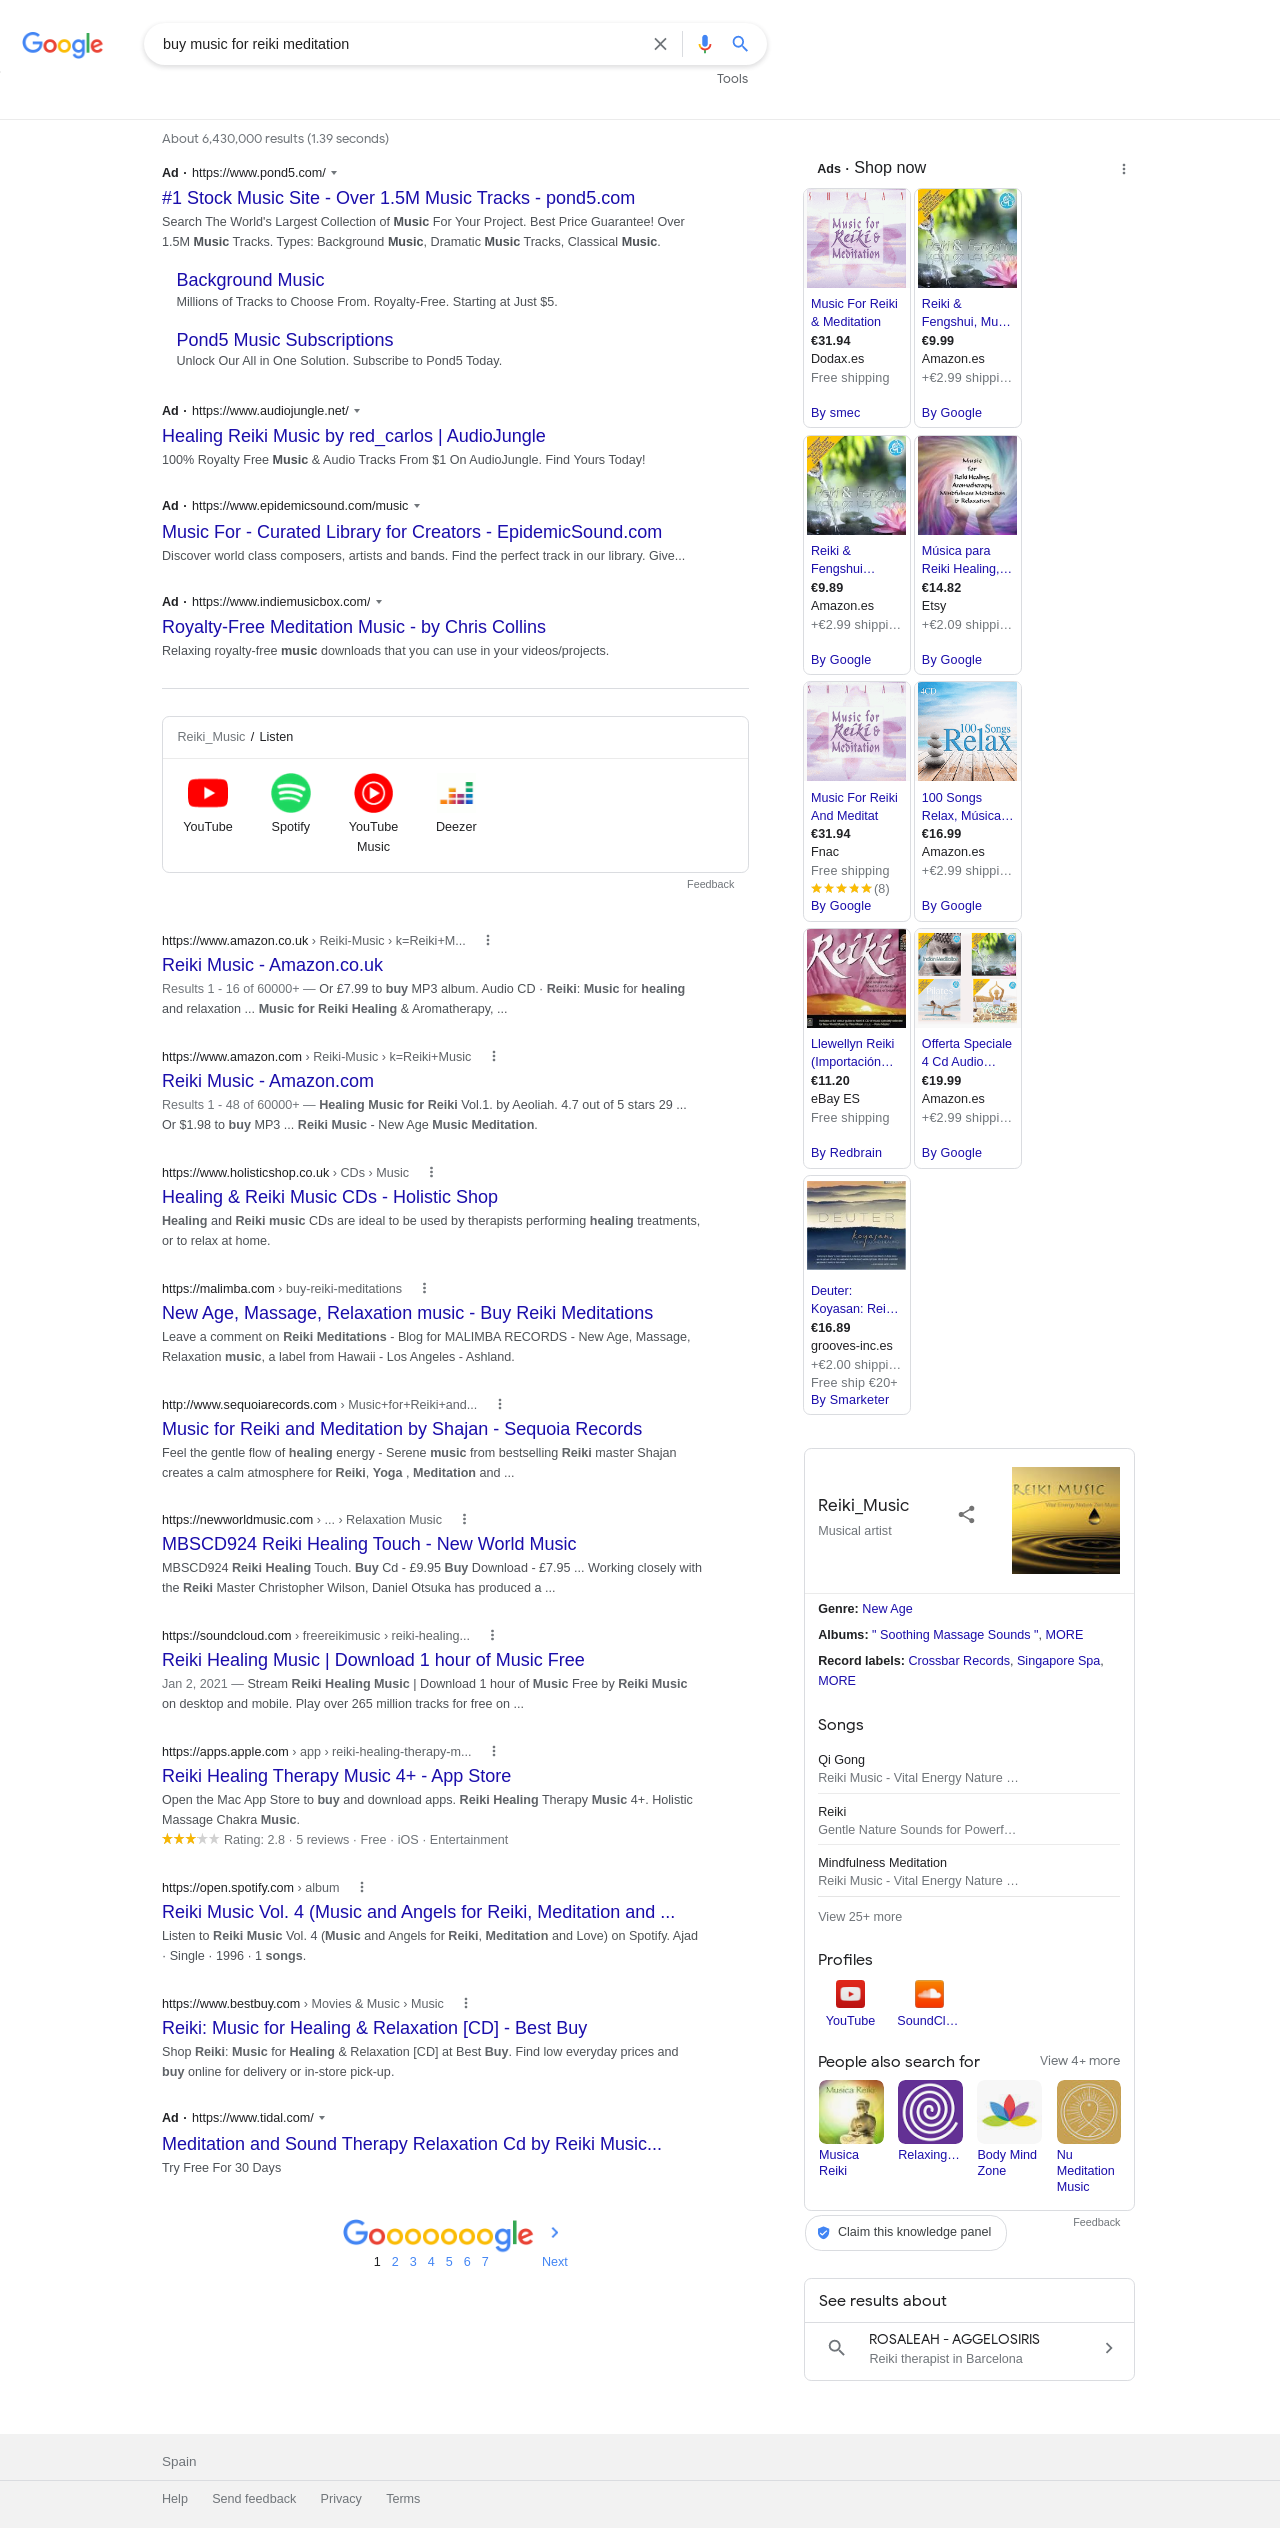 Google
buy music for reiki meditation
Tools
About 6,430,000 results (1.39 seconds)
Ad · https://www.pond5.com/
#1 Stock Music Site - Over 1.5M Music Tracks - pond5.com
Search The World's Largest Collection of Music For Your Project. Best Price Guarantee! Over
1.5M Music Tracks. Types: Background Music, Dramatic Music Tracks, Classical Music.
Background Music
Millions of Tracks to Choose From. Royalty-Free. Starting at Just $5.
Pond5 Music Subscriptions
Unlock Our All in One Solution. Subscribe to Pond5 Today.
Ad · https://www.audiojungle.net/
Healing Reiki Music by red_carlos | AudioJungle
100% Royalty Free Music & Audio Tracks From $1 On AudioJungle. Find Yours Today!
Ad · https://www.epidemicsound.com/music
Music For - Curated Library for Creators - EpidemicSound.com
Discover world class composers, artists and bands. Find the perfect track in our library. Give...
Ad · https://www.indiemusicbox.com/
Royalty-Free Meditation Music - by Chris Collins
Relaxing royalty-free music downloads that you can use in your videos/projects.
Reiki_Music / Listen
YouTube
Spotify
YouTube
Music
Deezer
Feedback
https://www.amazon.co.uk › Reiki-Music › k=Reiki+M...
Reiki Music - Amazon.co.uk
Results 1 - 16 of 60000+ — Or £7.99 to buy MP3 album. Audio CD · Reiki: Music for healing
and relaxation ... Music for Reiki Healing & Aromatherapy, ...
https://www.amazon.com › Reiki-Music › k=Reiki+Music
Reiki Music - Amazon.com
Results 1 - 48 of 60000+ — Healing Music for Reiki Vol.1. by Aeoliah. 4.7 out of 5 stars 29 ...
Or $1.98 to buy MP3 ... Reiki Music - New Age Music Meditation.
https://www.holisticshop.co.uk › CDs › Music
Healing & Reiki Music CDs - Holistic Shop
Healing and Reiki music CDs are ideal to be used by therapists performing healing treatments,
or to relax at home.
https://malimba.com › buy-reiki-meditations
New Age, Massage, Relaxation music - Buy Reiki Meditations
Leave a comment on Reiki Meditations - Blog for MALIMBA RECORDS - New Age, Massage,
Relaxation music, a label from Hawaii - Los Angeles - Ashland.
http://www.sequoiarecords.com › Music+for+Reiki+and...
Music for Reiki and Meditation by Shajan - Sequoia Records
Feel the gentle flow of healing energy - Serene music from bestselling Reiki master Shajan
creates a calm atmosphere for Reiki, Yoga , Meditation and ...
https://newworldmusic.com › ... › Relaxation Music
MBSCD924 Reiki Healing Touch - New World Music
MBSCD924 Reiki Healing Touch. Buy Cd - £9.95 Buy Download - £7.95 ... Working closely with
the Reiki Master Christopher Wilson, Daniel Otsuka has produced a ...
https://soundcloud.com › freereikimusic › reiki-healing...
Reiki Healing Music | Download 1 hour of Music Free
Jan 2, 2021 — Stream Reiki Healing Music | Download 1 hour of Music Free by Reiki Music
on desktop and mobile. Play over 265 million tracks for free on ...
https://apps.apple.com › app › reiki-healing-therapy-m...
Reiki Healing Therapy Music 4+ - App Store
Open the Mac App Store to buy and download apps. Reiki Healing Therapy Music 4+. Holistic
Massage Chakra Music.
Rating: 2.8 · 5 reviews · Free · iOS · Entertainment
https://open.spotify.com › album
Reiki Music Vol. 4 (Music and Angels for Reiki, Meditation and ...
Listen to Reiki Music Vol. 4 (Music and Angels for Reiki, Meditation and Love) on Spotify. Ajad
· Single · 1996 · 1 songs.
https://www.bestbuy.com › Movies & Music › Music
Reiki: Music for Healing & Relaxation [CD] - Best Buy
Shop Reiki: Music for Healing & Relaxation [CD] at Best Buy. Find low everyday prices and
buy online for delivery or in-store pick-up.
Ad · https://www.tidal.com/
Meditation and Sound Therapy Relaxation Cd by Reiki Music...
Try Free For 30 Days
Gooooooogle
1 2 3 4 5 6 7 Next
Ads · Shop now
SHAJAN
Music for
Reiki &
Meditation
Music For Reiki
& Meditation
€31.94
Dodax.es
Free shipping
By smec
Reiki & Fengshui
Reiki &
Fengshui, Mu…
€9.99
Amazon.es
+€2.99 shippi…
By Google
Reiki & Fengshui
Reiki &
Fengshui…
€9.89
Amazon.es
+€2.99 shippi…
By Google
Music
for
Reiki Healing,
Aromatherapy,
Mindfulness Meditation
& Relaxation
Música para
Reiki Healing,…
€14.82
Etsy
+€2.09 shippi…
By Google
SHAJAN
Music for
Reiki &
Meditation
Music For Reiki
And Meditat
€31.94
Fnac
Free shipping
(8)
By Google
4CD
100 Songs
Relax
100 Songs
Relax, Música…
€16.99
Amazon.es
+€2.99 shippi…
By Google
Reiki
Llewellyn Reiki
(Importación…
€11.20
eBay ES
Free shipping
By Redbrain
Offerta Speciale
4 Cd Audio…
€19.99
Amazon.es
+€2.99 shippi…
By Google
DEUTER
Koyasan
Deuter:
Koyasan: Rei…
€16.89
grooves-inc.es
+€2.00 shippi…
Free ship €20+
By Smarketer
Reiki_Music
Musical artist
REIKI MUSIC
Vital Energy Nature Zen Music
Genre: New Age
Albums: " Soothing Massage Sounds ", MORE
Record labels: Crossbar Records, Singapore Spa,
MORE
Songs
Qi Gong
Reiki Music - Vital Energy Nature …
Reiki
Gentle Nature Sounds for Powerf…
Mindfulness Meditation
Reiki Music - Vital Energy Nature …
View 25+ more
Profiles
YouTube
SoundCl…
People also search for
View 4+ more
Musica Reiki
Musica
Reiki
Relaxing…
Body Mind
Zone
Nu
Meditation
Music
Feedback
Claim this knowledge panel
See results about
ROSALEAH - AGGELOSIRIS
Reiki therapist in Barcelona
Spain
Help Send feedback Privacy Terms